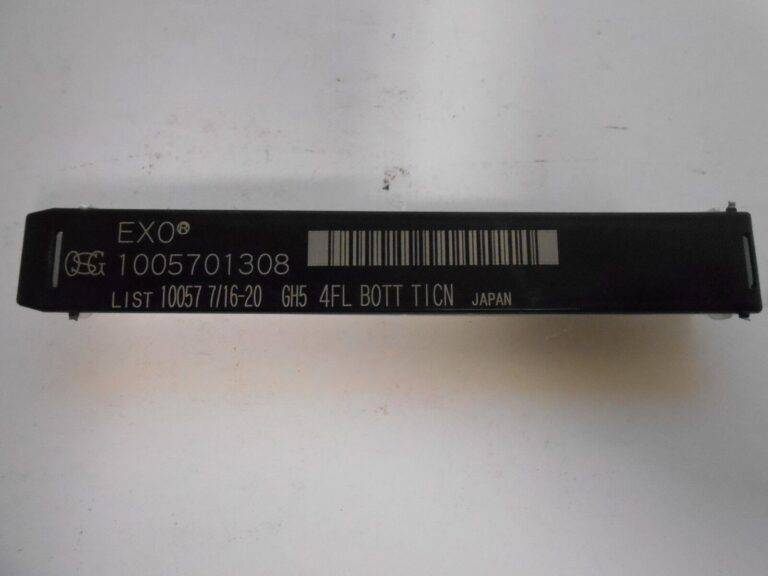 EXO®
OSG 1005701308
LIST 10057 7/16-20 GH5 4FL BOTT TICN JAPAN